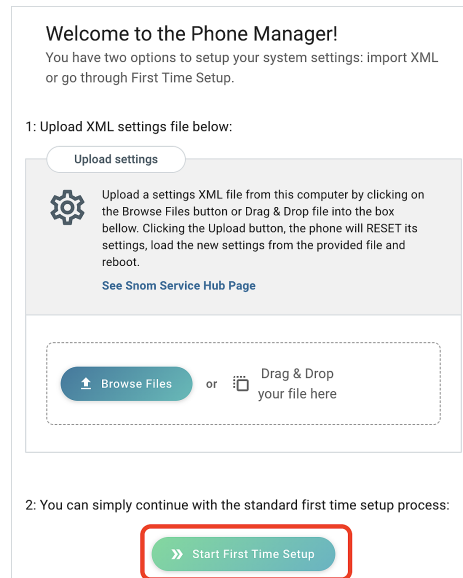 Welcome to the Phone Manager!
You have two options to setup your system settings: import XML
or go through First Time Setup.
1: Upload XML settings file below:
Upload settings
Upload a settings XML file from this computer by clicking on
the Browse Files button or Drag & Drop file into the box
bellow. Clicking the Upload button, the phone will RESET its
settings, load the new settings from the provided file and
reboot.
See Snom Service Hub Page
Browse Files
or
Drag & Drop
your file here
2: You can simply continue with the standard first time setup process:
Start First Time Setup